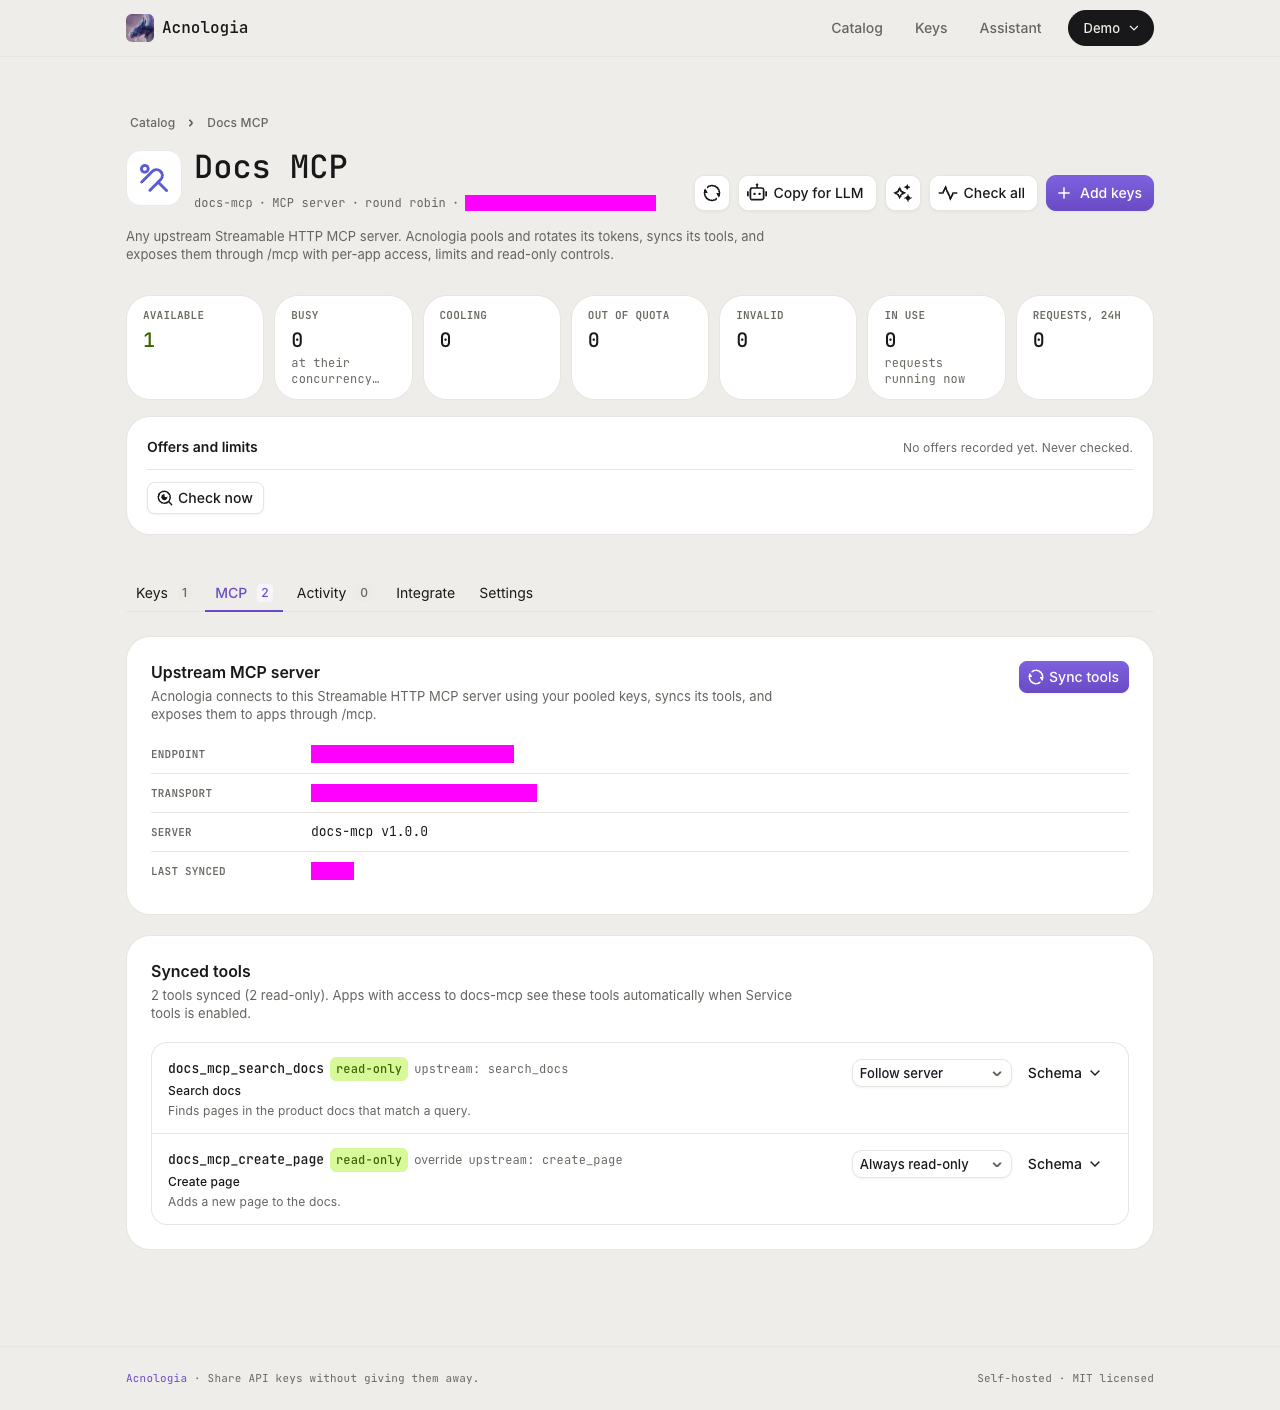 Acnologia
Catalog
Keys
Assistant
Demo
Catalog › Docs MCP
Docs MCP
docs-mcp · MCP server · round robin ·
Copy for LLM
Check all
Add keys
Any upstream Streamable HTTP MCP server. Acnologia pools and rotates its tokens, syncs its tools, and
exposes them through /mcp with per-app access, limits and read-only controls.
AVAILABLE
1
BUSY
0
at their
concurrency…
COOLING
0
OUT OF QUOTA
0
INVALID
0
IN USE
0
requests
running now
REQUESTS, 24H
0
Offers and limits
No offers recorded yet. Never checked.
Check now
Keys 1
MCP 2
Activity 0
Integrate
Settings
Upstream MCP server
Sync tools
Acnologia connects to this Streamable HTTP MCP server using your pooled keys, syncs its tools, and
exposes them to apps through /mcp.
ENDPOINT
TRANSPORT
SERVER
docs-mcp v1.0.0
LAST SYNCED
Synced tools
2 tools synced (2 read-only). Apps with access to docs-mcp see these tools automatically when Service
tools is enabled.
docs_mcp_search_docs read-only upstream: search_docs
Follow server
Schema
Search docs
Finds pages in the product docs that match a query.
docs_mcp_create_page read-only override upstream: create_page
Always read-only
Schema
Create page
Adds a new page to the docs.
Acnologia · Share API keys without giving them away.
Self-hosted · MIT licensed